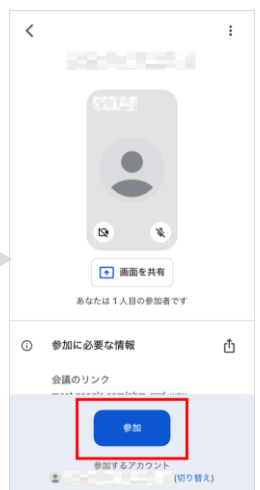 画面を共有
あなたは 1 人目の参加者です
参加に必要な情報
会議のリンク
参加
参加するアカウント
(切り替え)